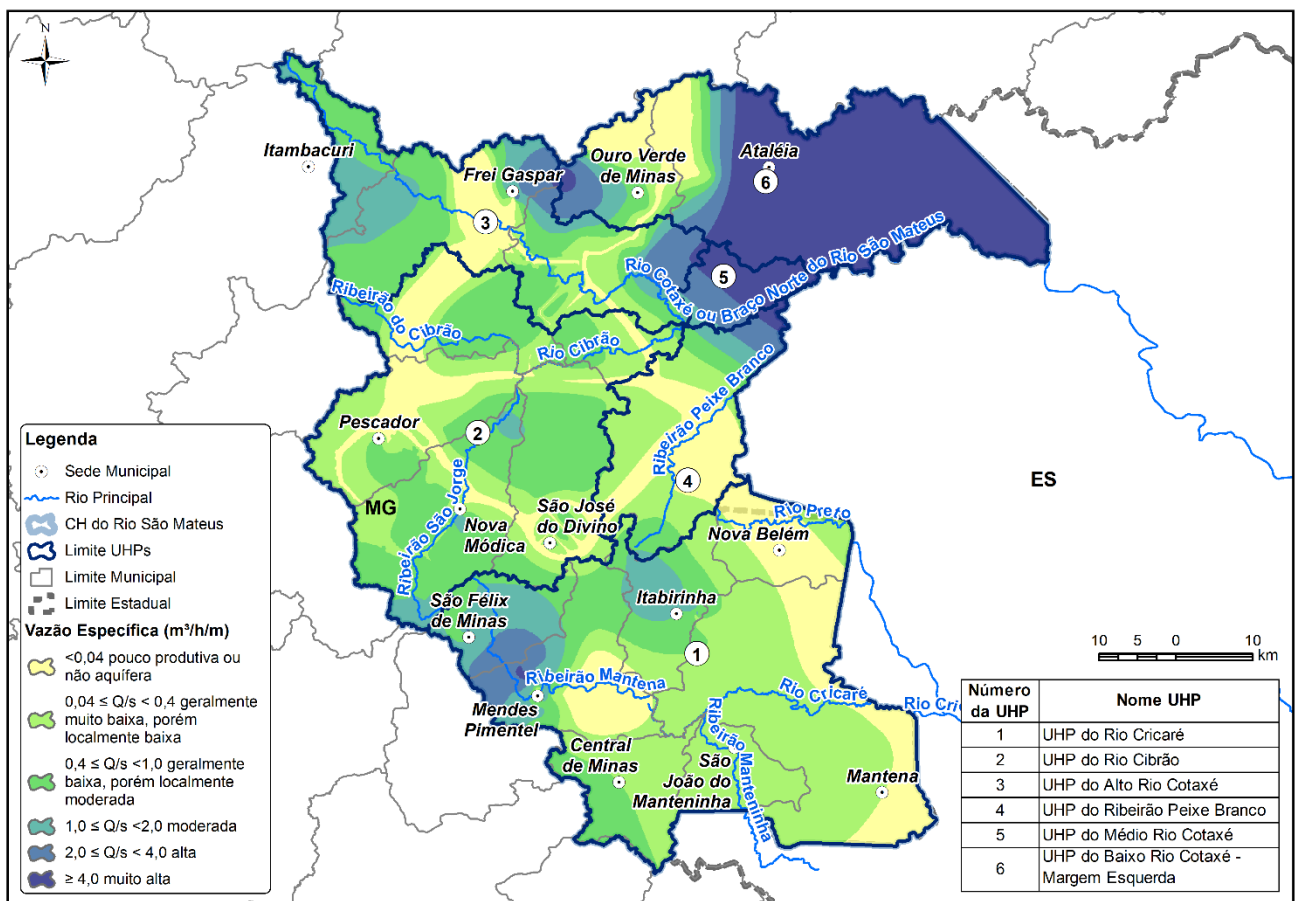 N
Itambacuri
Frei Gaspar
Ouro Verde
de Minas
Ataléia
6
3
5
Rio Cotaxé ou Braço Norte do Rio São Mateus
Ribeirão do Cibrão
Rio Cibrão
Ribeirão Peixe Branco
Pescador
2
4
MG
ES
Ribeirão São Jorge
Nova
Módica
São José
do Divino
Rio Preto
Nova Belém
São Félix
de Minas
Itabirinha
1
Ribeirão Mantena
Mendes
Pimentel
Rio Cricaré
Rio Cri
Ribeirão Manteninha
Central
de Minas
São
João do
Manteninha
Mantena
Legenda
Sede Municipal
Rio Principal
CH do Rio São Mateus
Limite UHPs
Limite Municipal
Limite Estadual
Vazão Específica (m³/h/m)
<0,04 pouco produtiva ou
não aquífera
0,04 ≤ Q/s < 0,4 geralmente
muito baixa, porém
localmente baixa
0,4 ≤ Q/s <1,0 geralmente
baixa, porém localmente
moderada
1,0 ≤ Q/s <2,0 moderada
2,0 ≤ Q/s < 4,0 alta
≥ 4,0 muito alta
10 5 0 10
km
Número da UHP Nome UHP
1 UHP do Rio Cricaré
2 UHP do Rio Cibrão
3 UHP do Alto Rio Cotaxé
4 UHP do Ribeirão Peixe Branco
5 UHP do Médio Rio Cotaxé
6 UHP do Baixo Rio Cotaxé -
Margem Esquerda